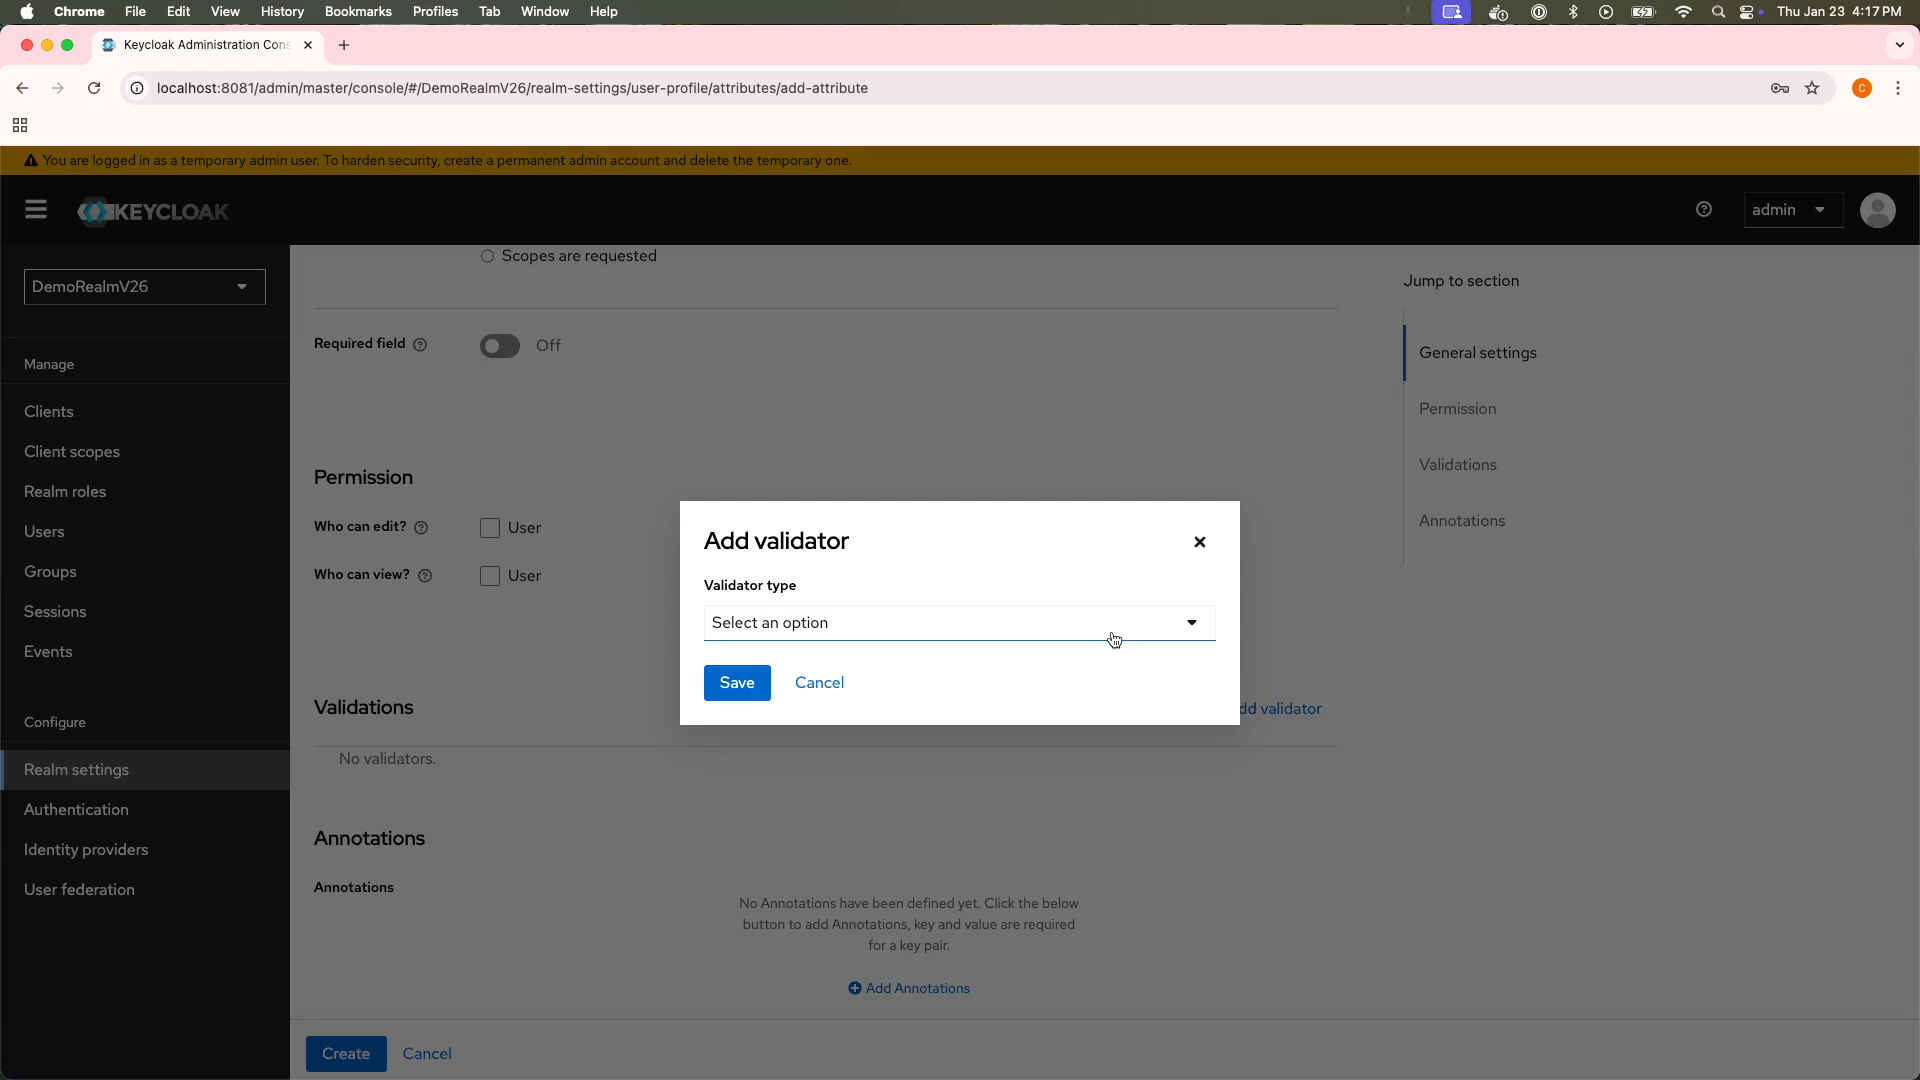 Chrome File Edit View History Bookmarks Profiles Tab Window Help Thu Jan 23 4:17 PM
Keycloak Administration Cons
localhost:8081/admin/master/console/#/DemoRealmV26/realm-settings/user-profile/attributes/add-attribute
C
You are logged in as a temporary admin user. To harden security, create a permanent admin account and delete the temporary one.
KEYCLOAK
admin
DemoRealmV26
Manage
Clients
Client scopes
Realm roles
Users
Groups
Sessions
Events
Configure
Realm settings
Authentication
Identity providers
User federation
Scopes are requested
Required field
Off
Permission
Who can edit?
User
Who can view?
User
Validations
dd validator
No validators.
Annotations
Annotations
No Annotations have been defined yet. Click the below
button to add Annotations, key and value are required
for a key pair.
Add Annotations
Create Cancel
Add validator
Validator type
Select an option
Save Cancel
Jump to section
General settings
Permission
Validations
Annotations